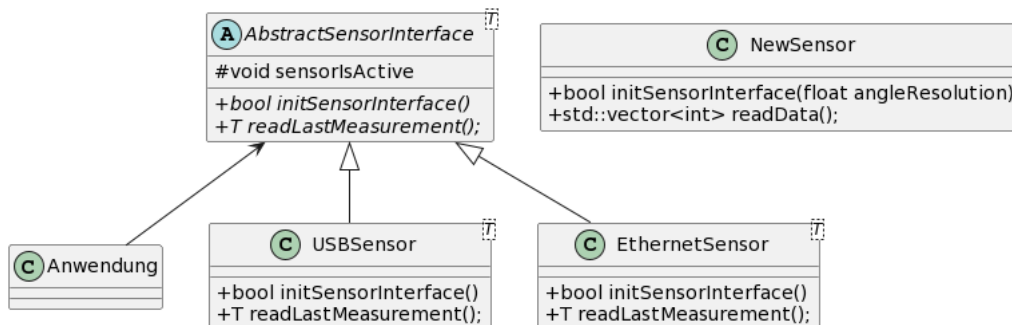 T
A AbstractSensorInterface
#void sensorIsActive
+bool initSensorInterface()
+T readLastMeasurement();
C NewSensor
+bool initSensorInterface(float angleResolution)
+std::vector<int> readData();
C Anwendung
T
C USBSensor
+bool initSensorInterface()
+T readLastMeasurement();
T
C EthernetSensor
+bool initSensorInterface()
+T readLastMeasurement();